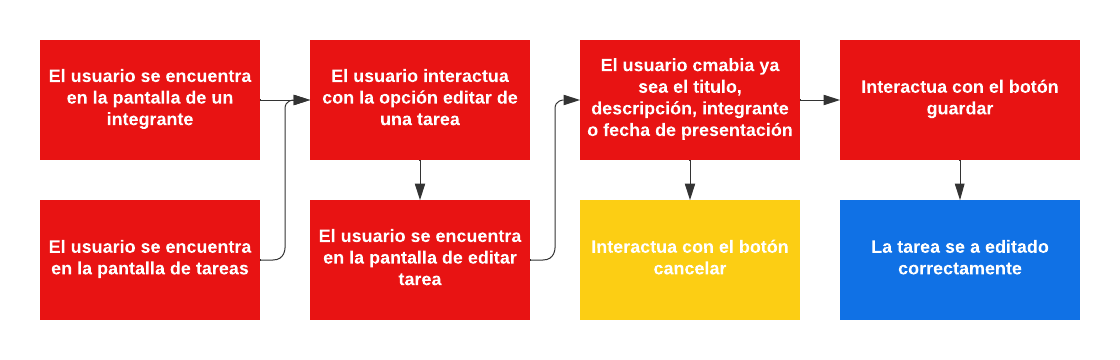 El usuario se encuentra
en la pantalla de un
integrante
El usuario interactua
con la opción editar de
una tarea
El usuario cmabia ya
sea el titulo,
descripción, integrante
o fecha de presentación
Interactua con el botón
guardar
El usuario se encuentra
en la pantalla de tareas
El usuario se encuentra
en la pantalla de editar
tarea
Interactua con el botón
cancelar
La tarea se a editado
correctamente